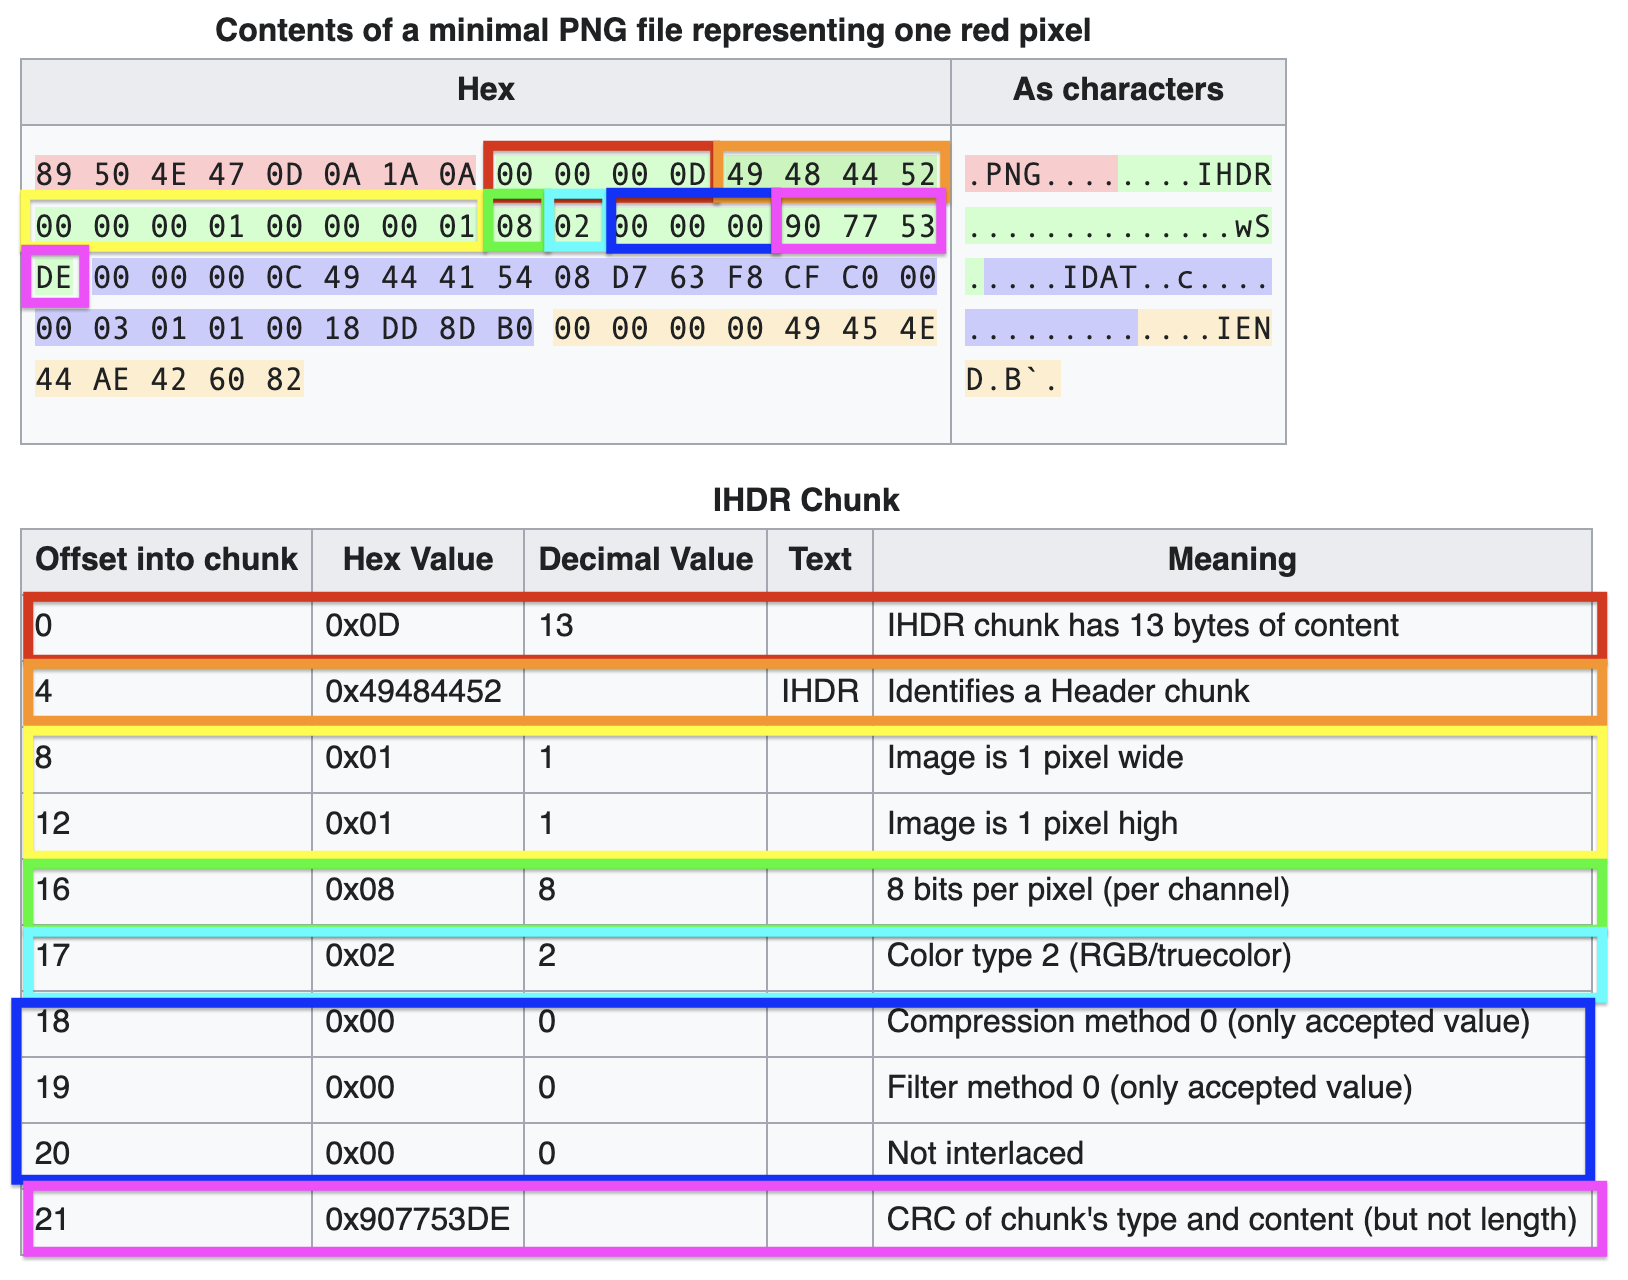 Contents of a minimal PNG file representing one red pixel
Hex As characters
89 50 4E 47 0D 0A 1A 0A 00 00 00 0D 49 48 44 52 .PNG........IHDR
00 00 00 01 00 00 00 01 08 02 00 00 00 90 77 53 ..............wS
DE 00 00 00 0C 49 44 41 54 08 D7 63 F8 CF C0 00 .....IDAT..c....
00 03 01 01 00 18 DD 8D B0 00 00 00 00 49 45 4E .............IEN
44 AE 42 60 82 D.B`.
IHDR Chunk
Offset into chunk Hex Value Decimal Value Text Meaning
0 0x0D 13 IHDR chunk has 13 bytes of content
4 0x49484452 IHDR Identifies a Header chunk
8 0x01 1 Image is 1 pixel wide
12 0x01 1 Image is 1 pixel high
16 0x08 8 8 bits per pixel (per channel)
17 0x02 2 Color type 2 (RGB/truecolor)
18 0x00 0 Compression method 0 (only accepted value)
19 0x00 0 Filter method 0 (only accepted value)
20 0x00 0 Not interlaced
21 0x907753DE CRC of chunk's type and content (but not length)